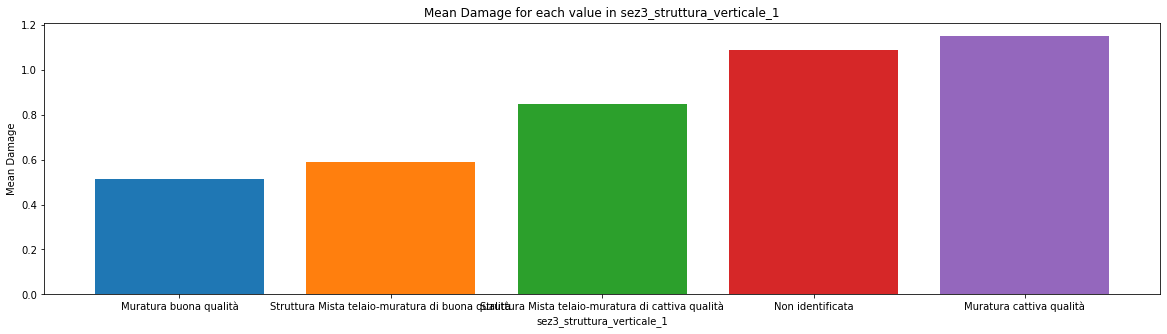 Mean Damage for each value in sez3_struttura_verticale_1
Mean Damage
1.2
1.0
0.8
0.6
0.4
0.2
0.0
Muratura buona qualità
Struttura Mista telaio-muratura di buona qualità
Struttura Mista telaio-muratura di cattiva qualità
Non identificata
Muratura cattiva qualità
sez3_struttura_verticale_1